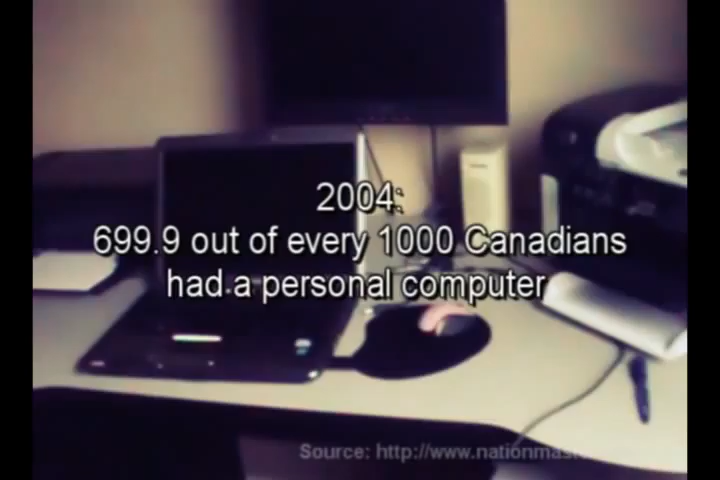 2004:
699.9 out of every 1000 Canadians
had a personal computer
Source: http://www.nationmas